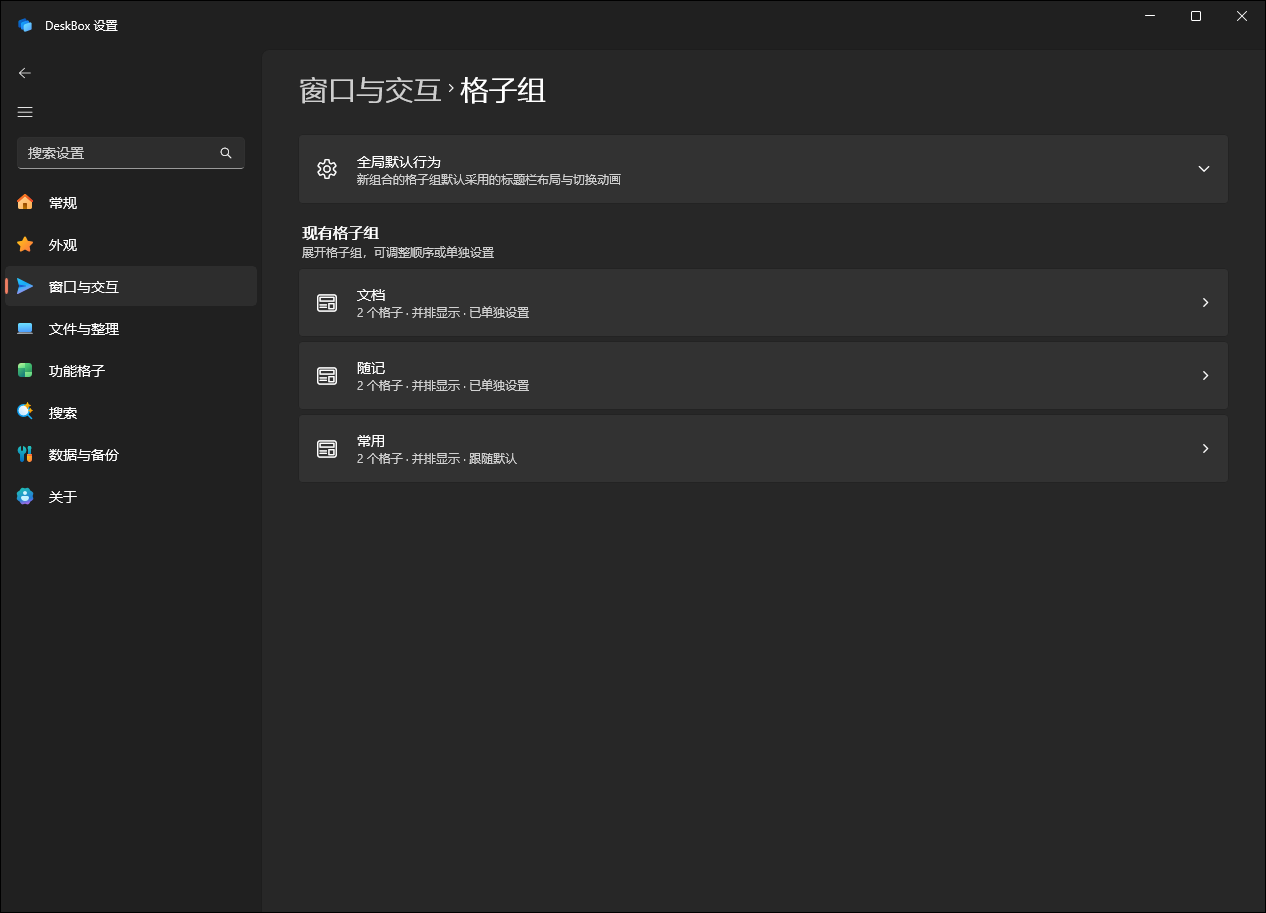 DeskBox 设置
搜索设置
常规
外观
窗口与交互
文件与整理
功能格子
搜索
数据与备份
关于
窗口与交互 › 格子组
全局默认行为
新组合的格子组默认采用的标题栏布局与切换动画
现有格子组
展开格子组，可调整顺序或单独设置
文档
2 个格子 · 并排显示 · 已单独设置
随记
2 个格子 · 并排显示 · 已单独设置
常用
2 个格子 · 并排显示 · 跟随默认